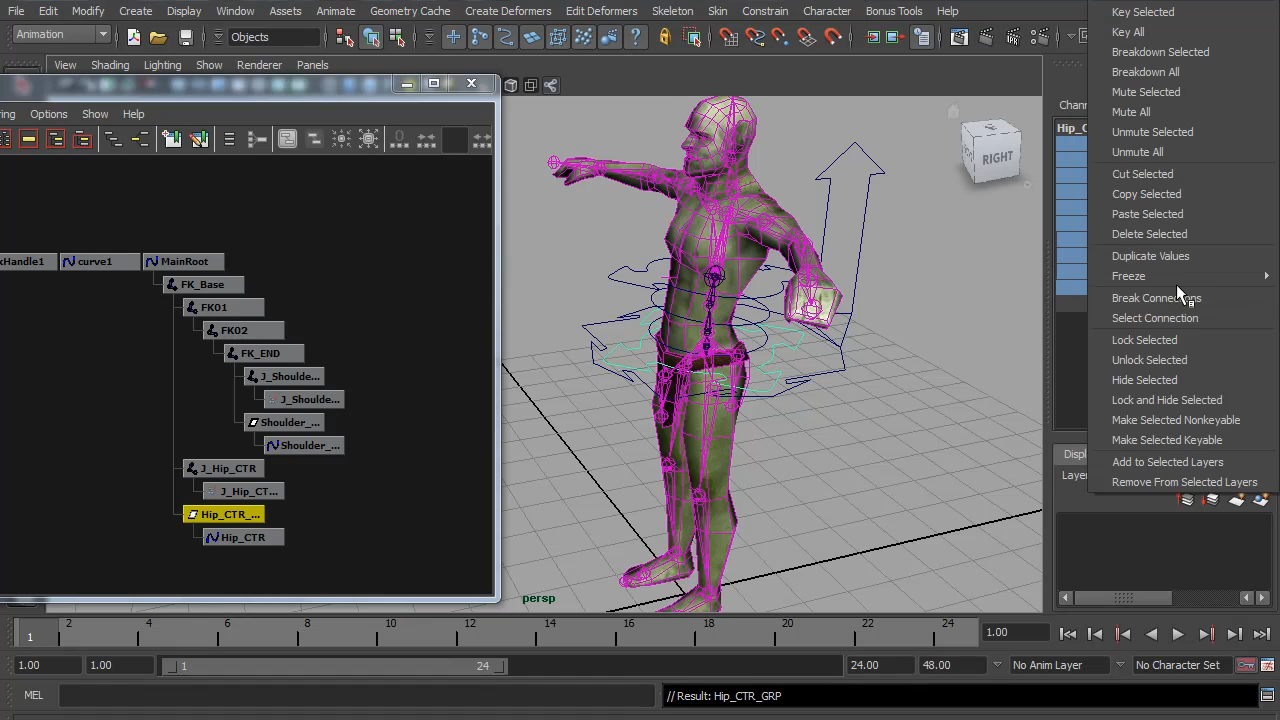 File Edit Modify Create Display Window Assets Animate Geometry Cache Create Deformers Edit Deformers Skeleton Skin Constrain Character Bonus Tools Help
Animation
Objects
View Shading Lighting Show Renderer Panels
Options Show Help
curve1 MainRoot
FK_Base
FK01
FK02
FK_END
J_Shoulde...
J_Shoulde...
Shoulder_...
Shoulder_...
J_Hip_CTR
J_Hip_CT...
Hip_CTR_...
Hip_CTR
RIGHT
persp
Key Selected
Key All
Breakdown Selected
Breakdown All
Mute Selected
Mute All
Unmute Selected
Unmute All
Cut Selected
Copy Selected
Paste Selected
Delete Selected
Duplicate Values
Freeze
Break Connections
Select Connection
Lock Selected
Unlock Selected
Hide Selected
Lock and Hide Selected
Make Selected Nonkeyable
Make Selected Keyable
Add to Selected Layers
Remove From Selected Layers
1 2 4 6 8 10 12 14 16 18 20 22 24 1.00
1.00 1.00 1 24 24.00 48.00 No Anim Layer No Character Set
MEL // Result: Hip_CTR_GRP